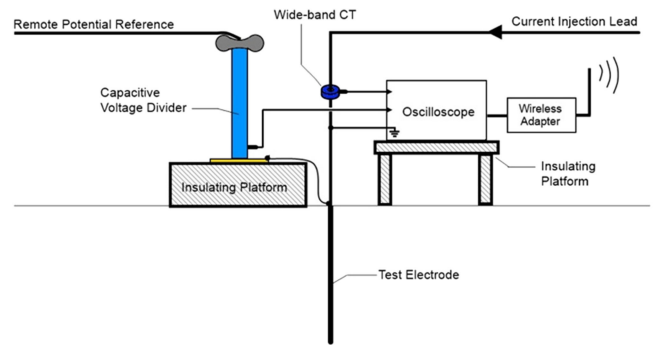 Remote Potential Reference
Wide-band CT
Current Injection Lead
Capacitive
Voltage Divider
Oscilloscope
Wireless
Adapter
Insulating Platform
Insulating
Platform
Test Electrode